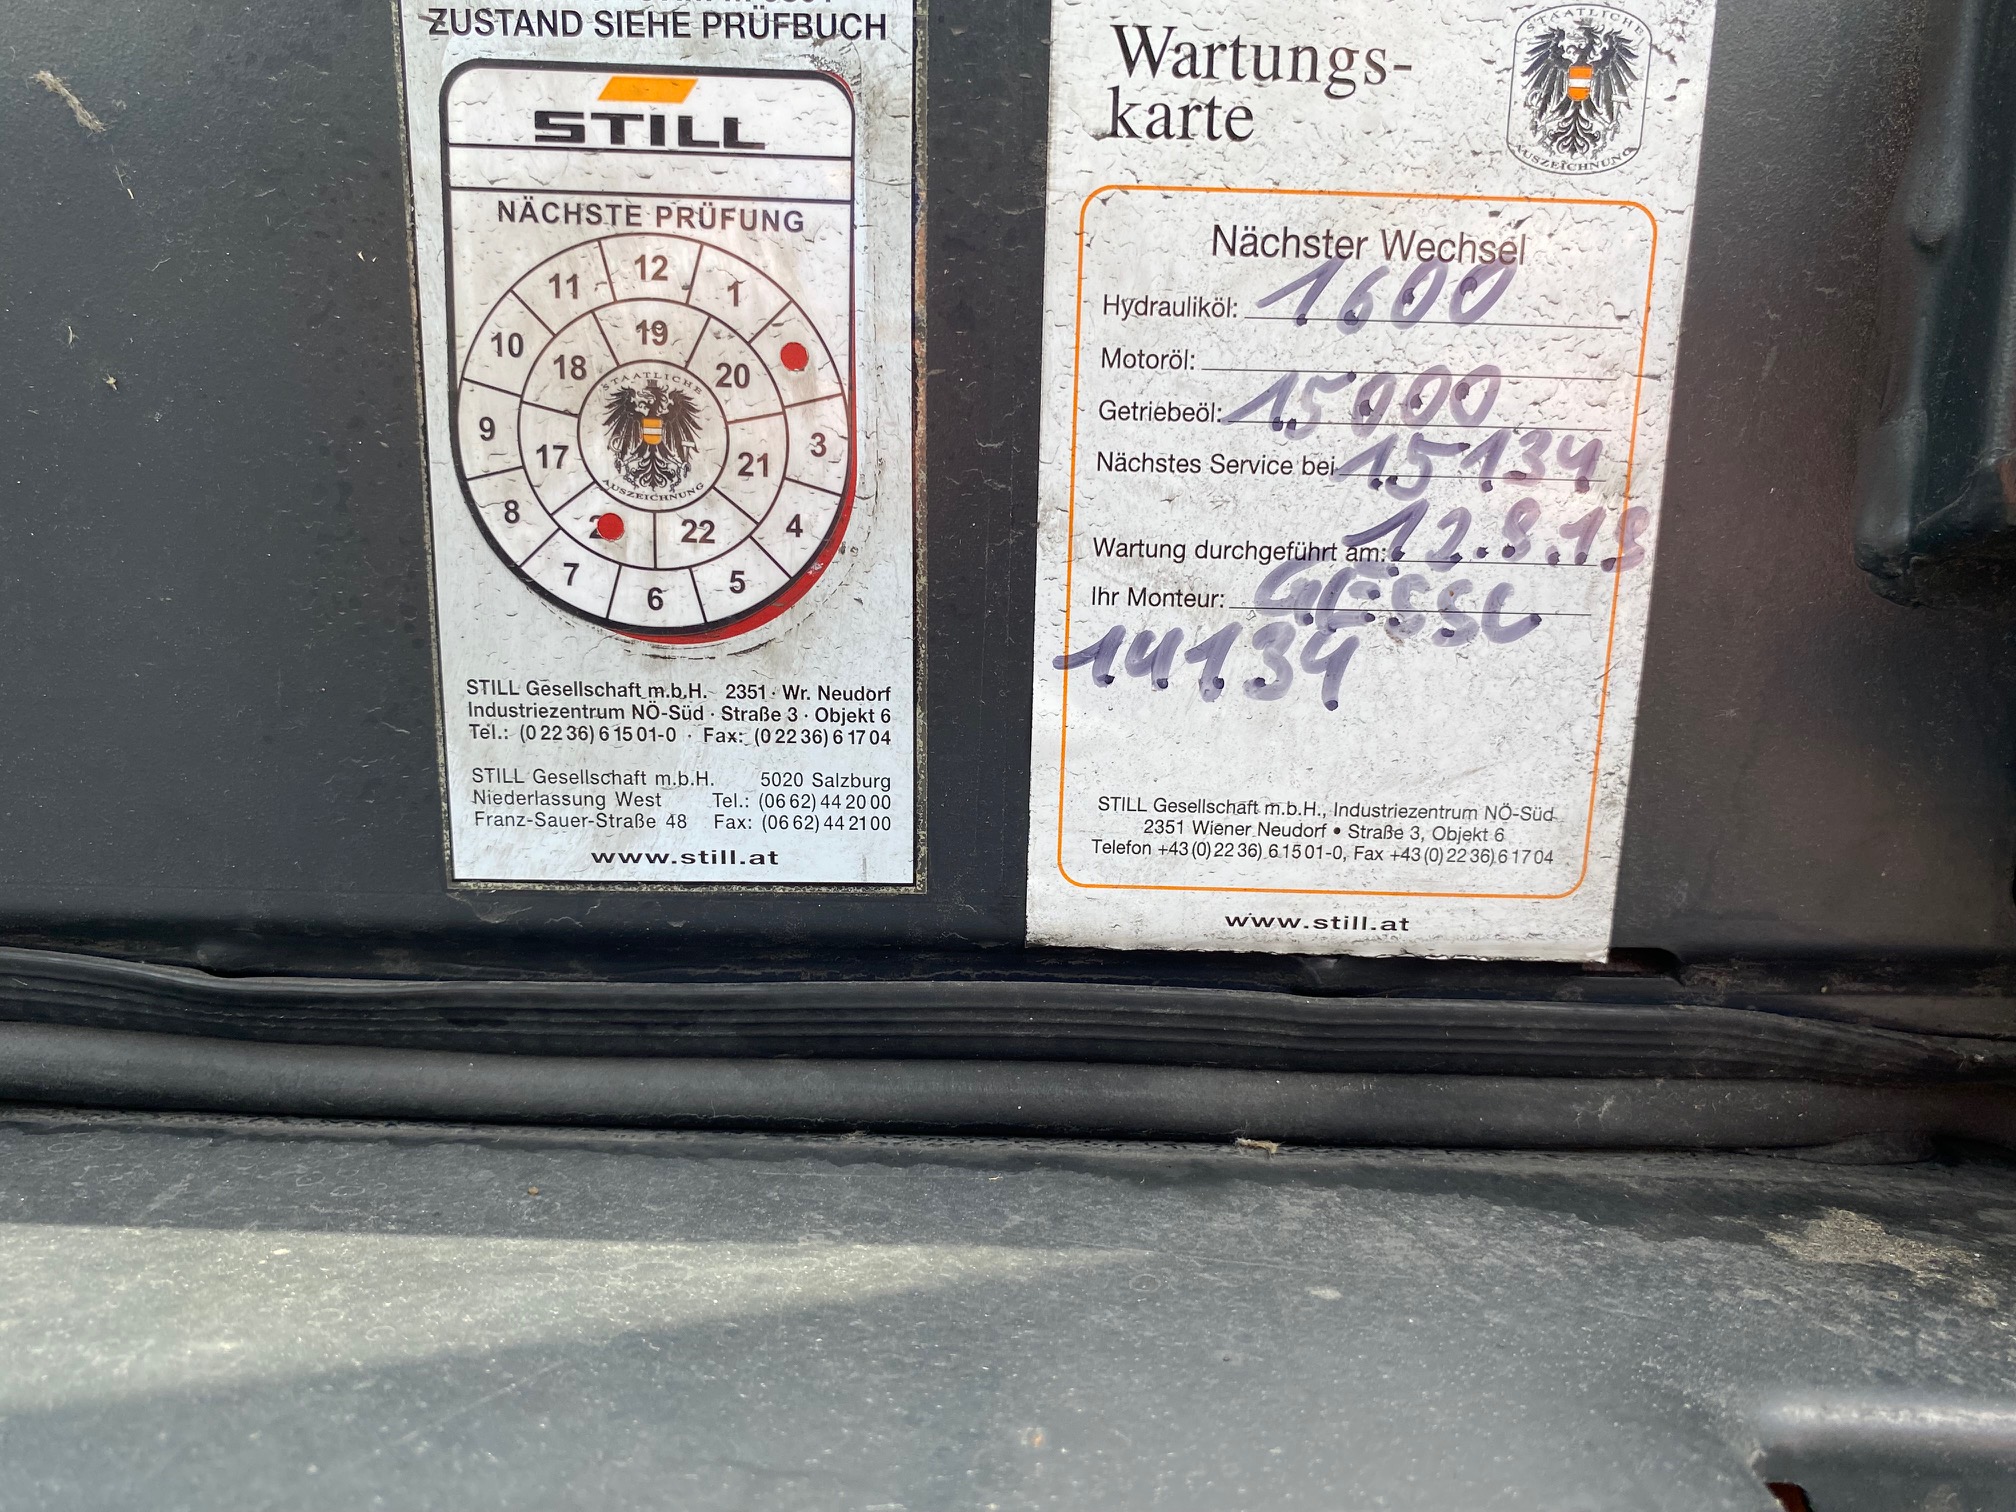 ZUSTAND SIEHE PRÜFBUCH
STILL
NÄCHSTE PRÜFUNG
12
1
3
4
5
6
7
8
9
10
11
19
20
21
22
17
18
STAATLICHE
AUSZEICHNUNG
STILL Gesellschaft m.b.H. 2351 · Wr. Neudorf
Industriezentrum NÖ-Süd · Straße 3 · Objekt 6
Tel.: (0 22 36) 6 15 01-0 · Fax: (0 22 36) 6 17 04
STILL Gesellschaft m.b.H. 5020 Salzburg
Niederlassung West Tel.: (06 62) 44 20 00
Franz-Sauer-Straße 48 Fax: (06 62) 44 21 00
www.still.at
Wartungs-
karte
STAATLICHE
AUSZEICHNUNG
Nächster Wechsel
Hydrauliköl: 1600
Motoröl:
Getriebeöl: 15000
Nächstes Service bei 15134
Wartung durchgeführt am: 12.8.19
Ihr Monteur: GESSL
14134
STILL Gesellschaft m.b.H., Industriezentrum NÖ-Süd
2351 Wiener Neudorf • Straße 3, Objekt 6
Telefon +43 (0) 22 36) 6 15 01-0, Fax +43 (0) 22 36) 6 17 04
www.still.at